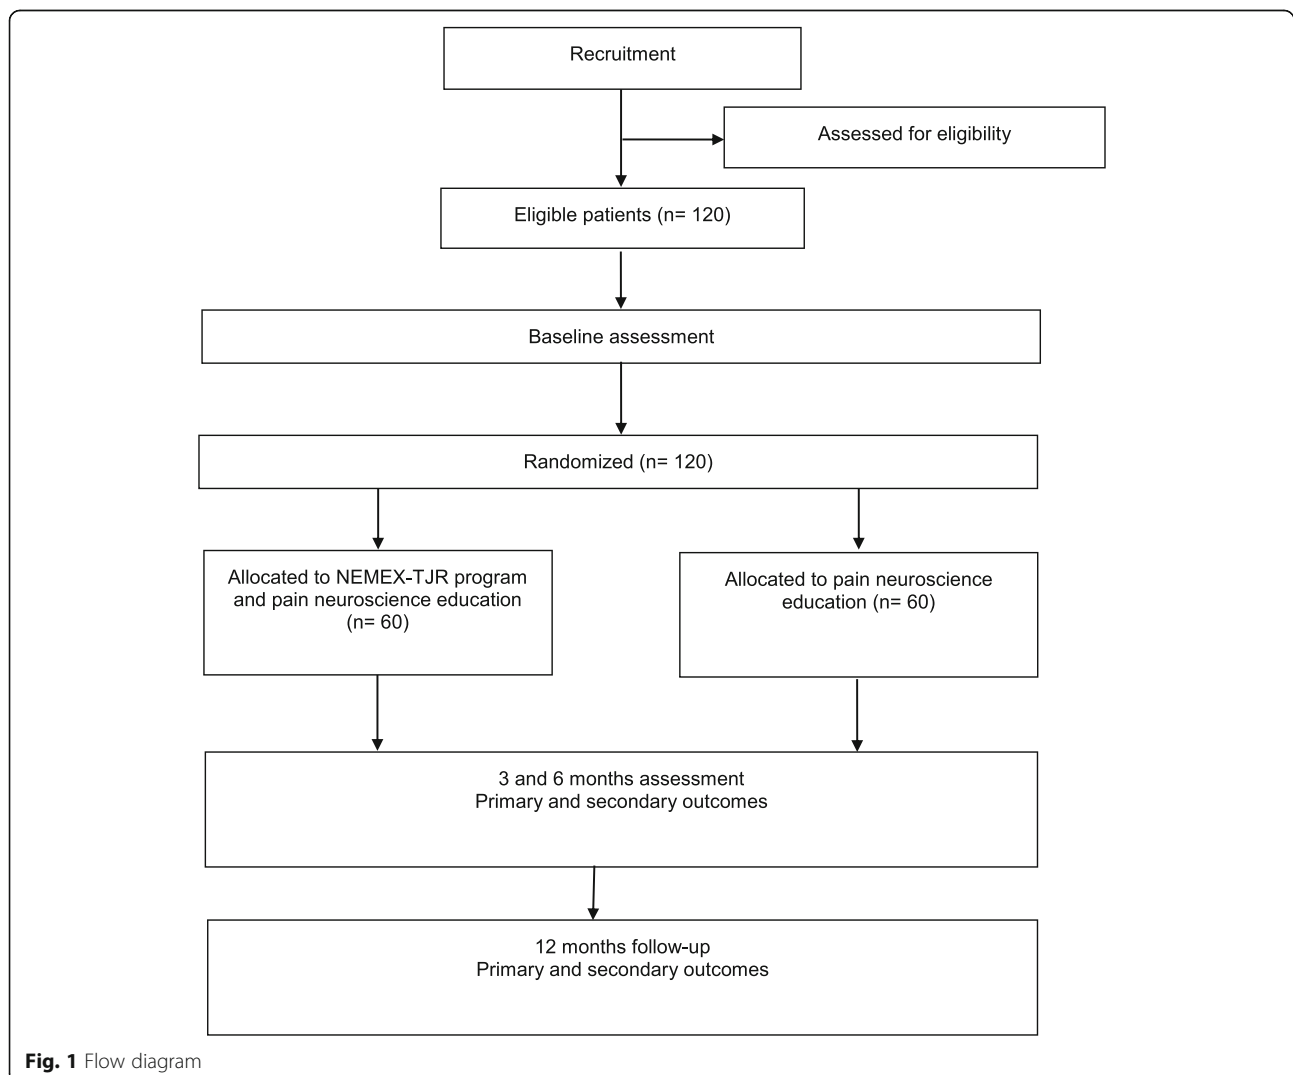 Recruitment
Assessed for eligibility
Eligible patients (n= 120)
Baseline assessment
Randomized (n= 120)
Allocated to NEMEX-TJR program
and pain neuroscience education
(n= 60)
Allocated to pain neuroscience
education (n= 60)
3 and 6 months assessment
Primary and secondary outcomes
12 months follow-up
Primary and secondary outcomes
Fig. 1 Flow diagram